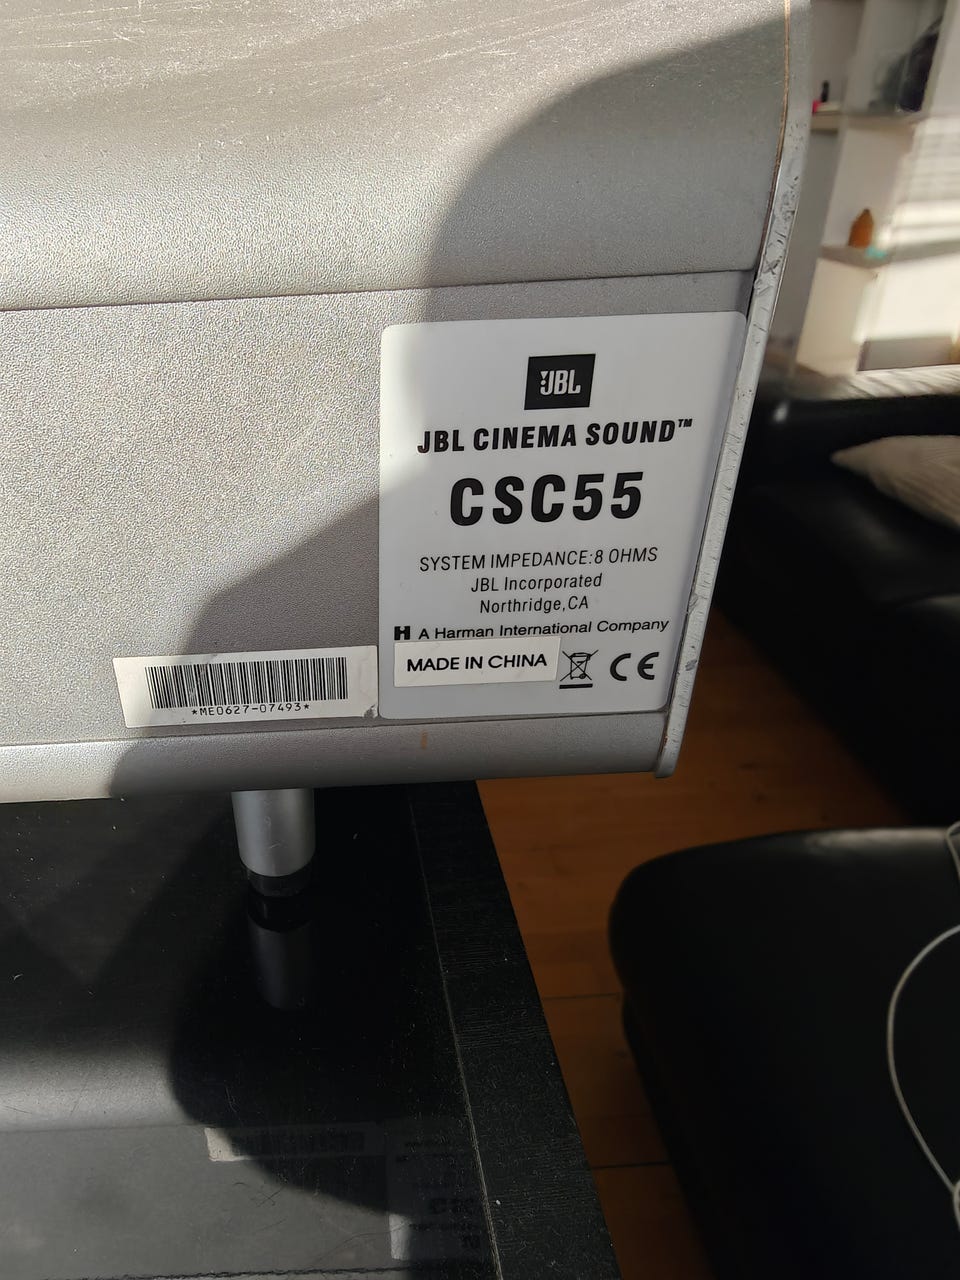 JBL
JBL CINEMA SOUND™
CSC55
SYSTEM IMPEDANCE:8 OHMS
JBL Incorporated
Northridge,CA
H A Harman International Company
MADE IN CHINA
CE
*ME0627-07493*